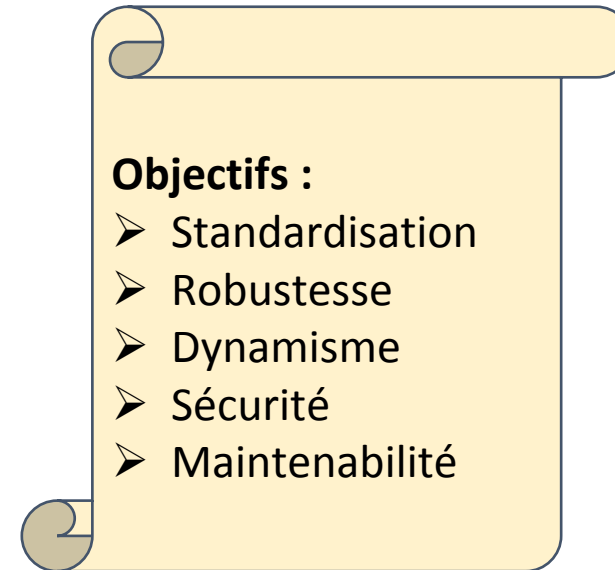 Objectifs :
➢ Standardisation
➢ Robustesse
➢ Dynamisme
➢ Sécurité
➢ Maintenabilité